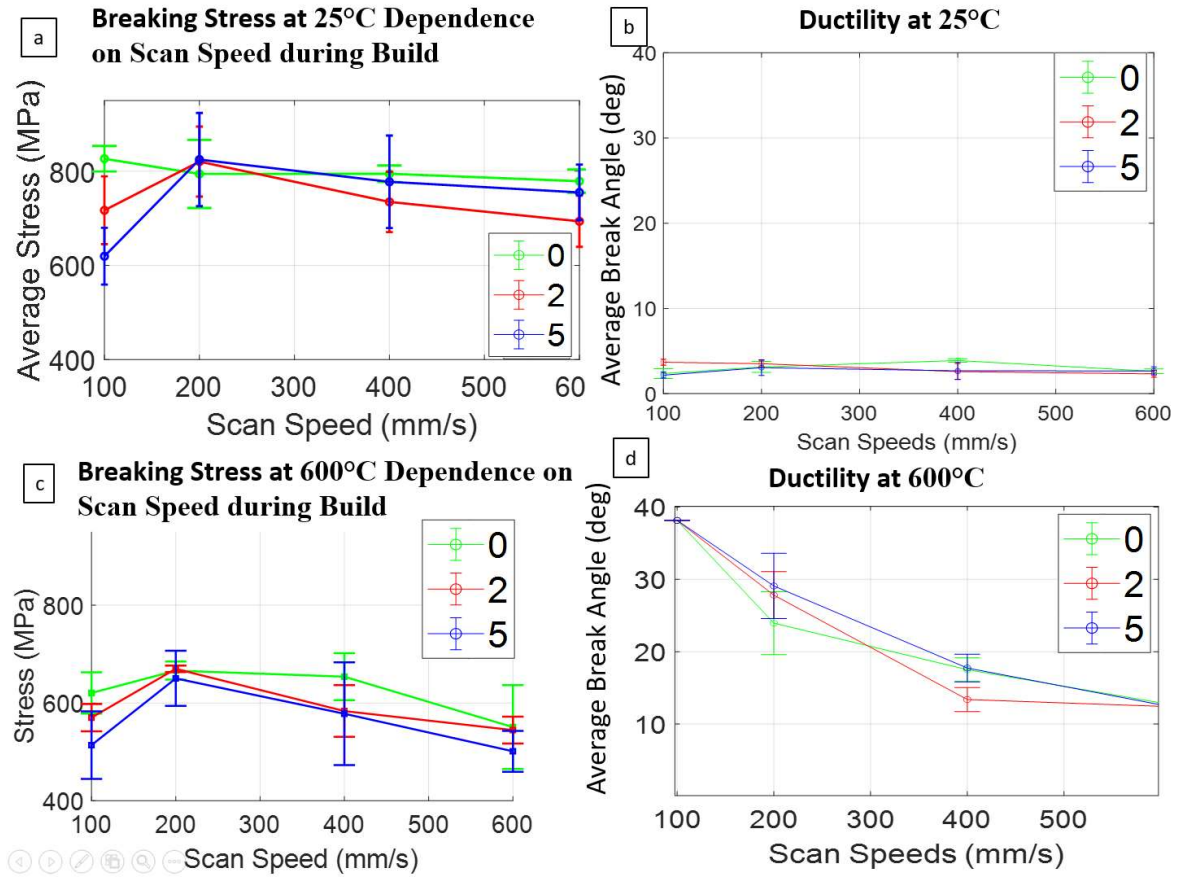 a
Breaking Stress at 25°C Dependence
on Scan Speed during Build
Average Stress (MPa)
800
600
400
100 200 300 400 500 60
Scan Speed (mm/s)
0
2
5
b
Ductility at 25°C
Average Break Angle (deg)
40
30
20
10
0
100 200 300 400 500 600
Scan Speeds (mm/s)
0
2
5
c
Breaking Stress at 600°C Dependence on
Scan Speed during Build
Stress (MPa)
800
600
400
100 200 300 400 500 600
Scan Speed (mm/s)
0
2
5
d
Ductility at 600°C
Average Break Angle (deg)
40
30
20
10
100 200 300 400 500
Scan Speeds (mm/s)
0
2
5